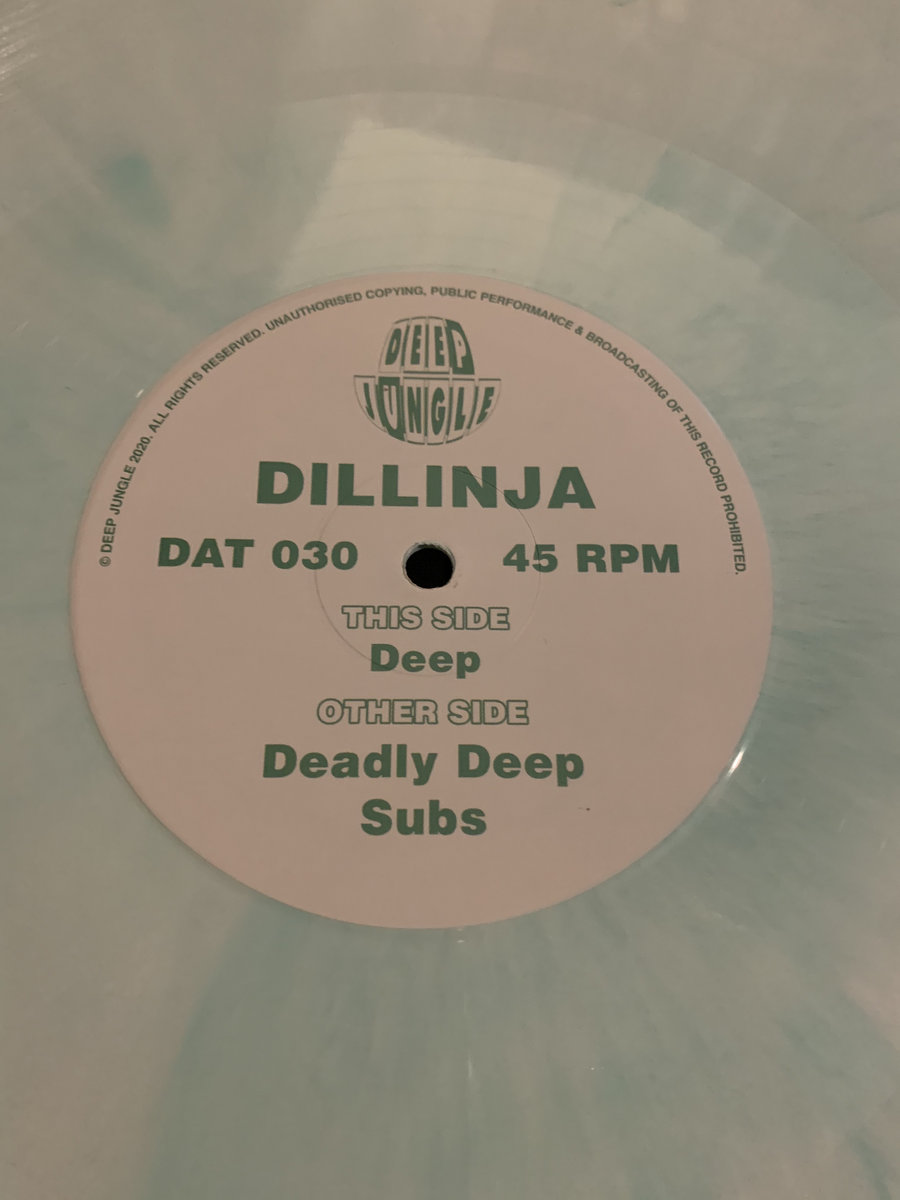 © DEEP JUNGLE 2020. ALL RIGHTS RESERVED. UNAUTHORISED COPYING, PUBLIC PERFORMANCE & BROADCASTING OF THIS RECORD PROHIBITED.
DEEP
JUNGLE
DILLINJA
DAT 030 45 RPM
THIS SIDE
Deep
OTHER SIDE
Deadly Deep
Subs